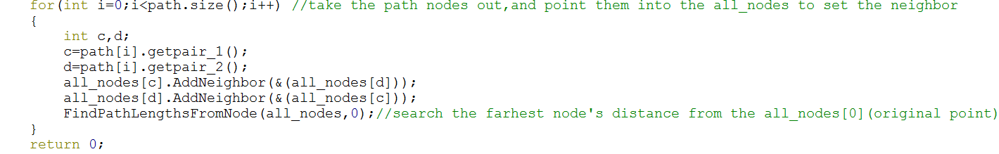 for(int i=0;i<path.size();i++) //take the path nodes out,and point them into the all_nodes to set the neighbor
{
int c,d;
c=path[i].getpair_1();
d=path[i].getpair_2();
all_nodes[c].AddNeighbor(&(all_nodes[d]));
all_nodes[d].AddNeighbor(&(all_nodes[c]));
FindPathLengthsFromNode(all_nodes,0);//search the farhest node's distance from the all_nodes[0](original point)
}
return 0;